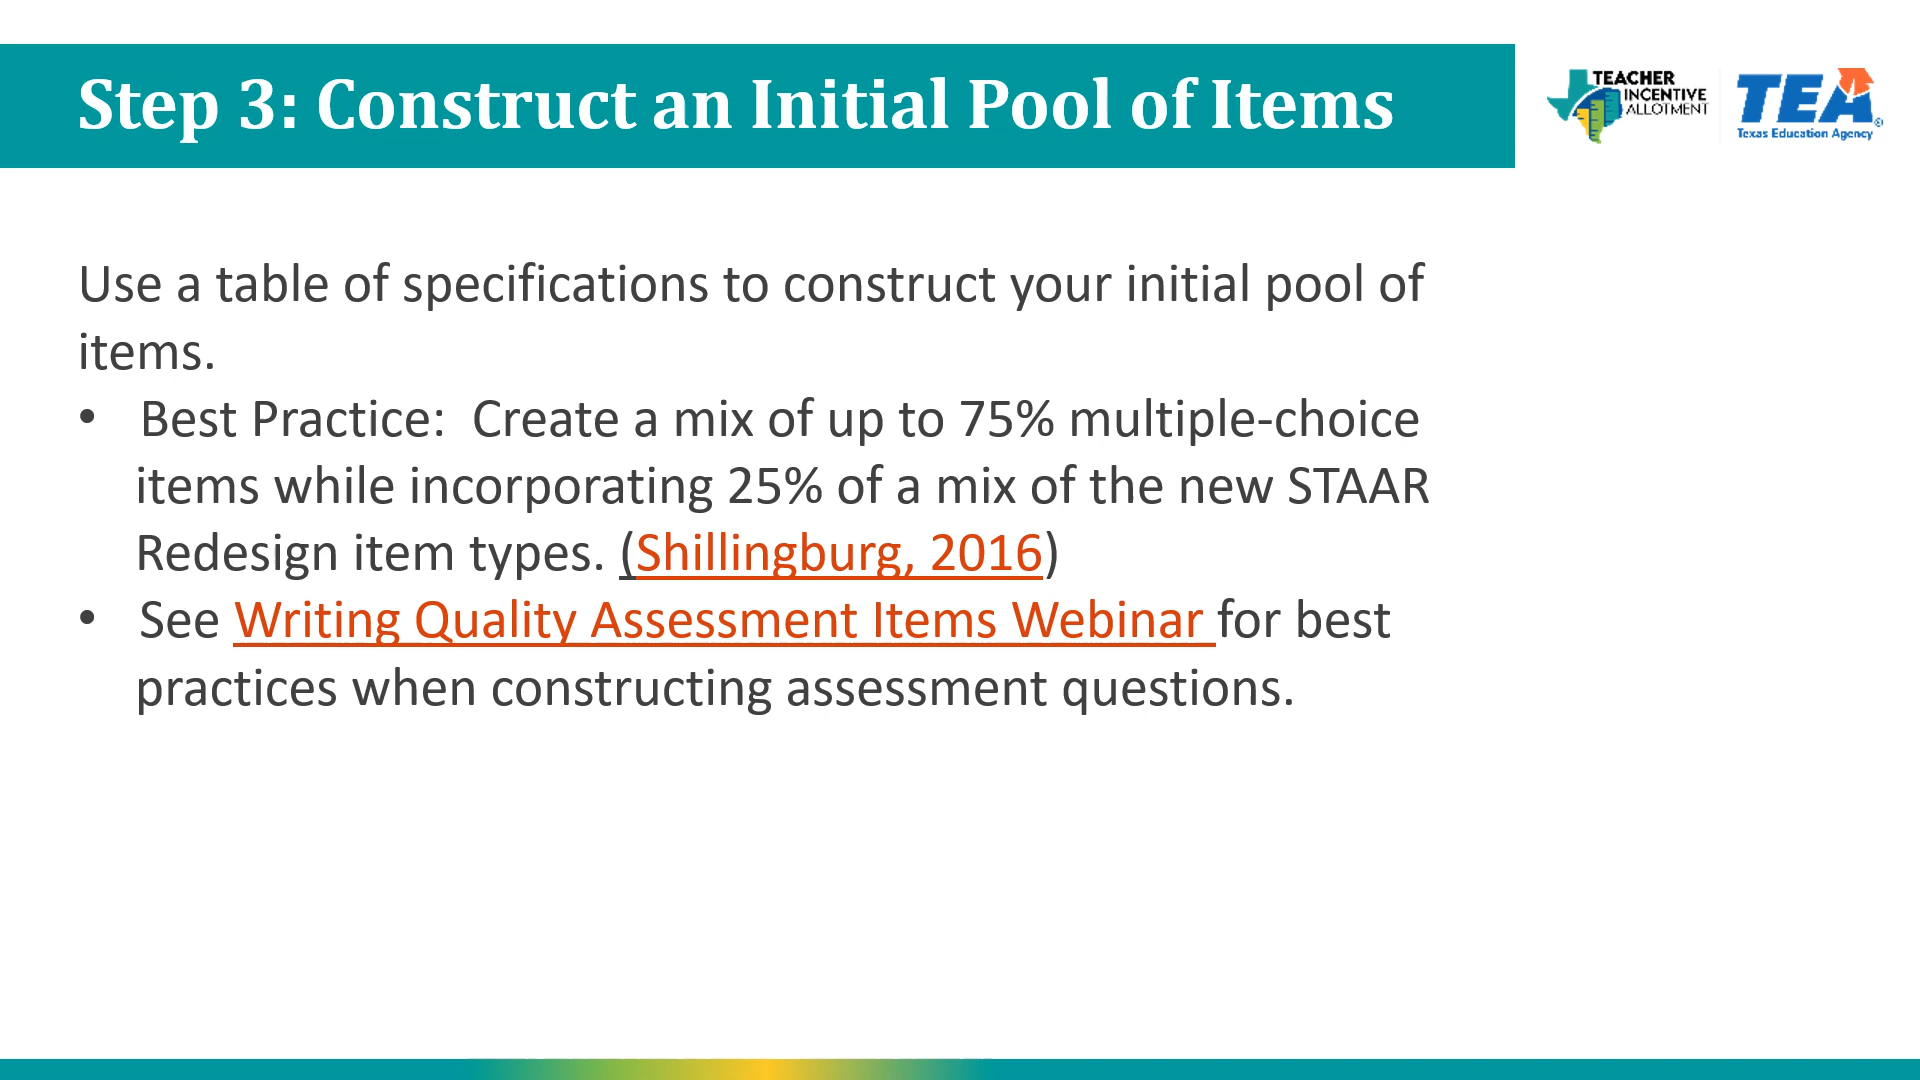 Step 3: Construct an Initial Pool of Items
TEACHER
INCENTIVE
ALLOTMENT
TEA®
Texas Education Agency
Use a table of specifications to construct your initial pool of
items.
• Best Practice:  Create a mix of up to 75% multiple-choice
items while incorporating 25% of a mix of the new STAAR
Redesign item types. (Shillingburg, 2016)
• See Writing Quality Assessment Items Webinar for best
practices when constructing assessment questions.